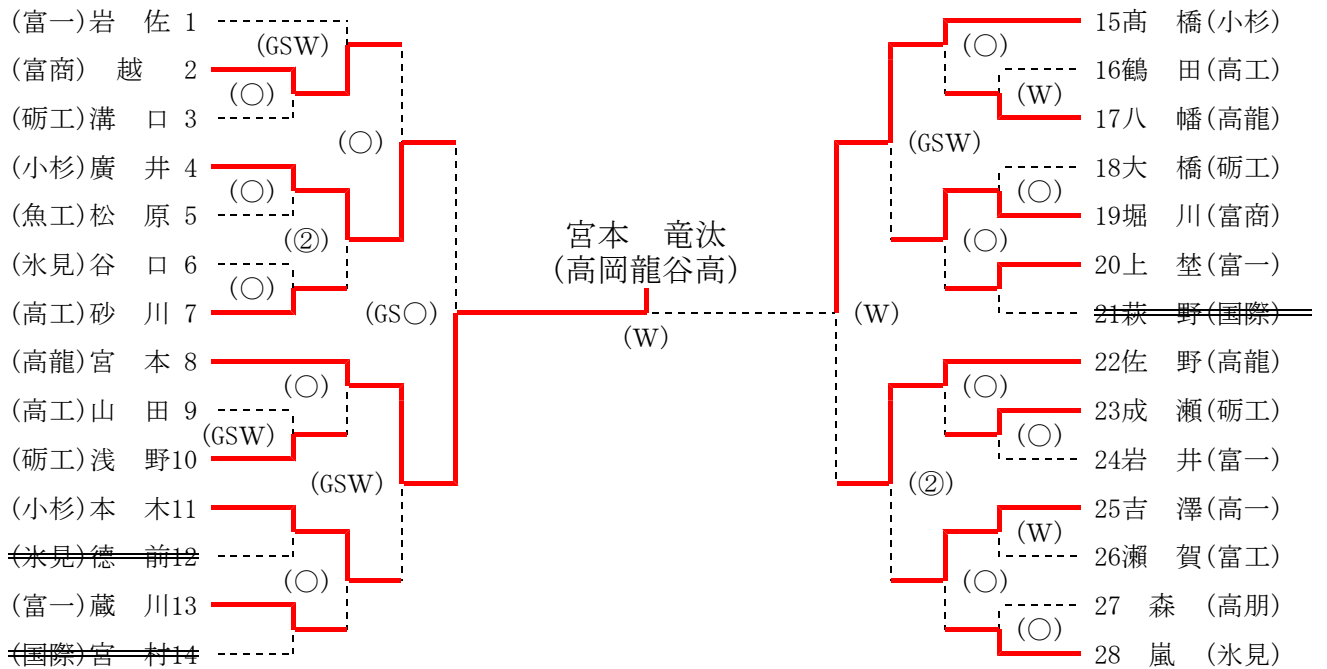 (富一)岩　佐 1
(GSW)
(富商)　越　 2
(○)
(砺工)溝　口 3
(○)
(小杉)廣　井 4
(○)
(魚工)松　原 5
(②)
(氷見)谷　口 6
(○)
(高工)砂　川 7
(GS○)
(高龍)宮　本 8
(○)
(高工)山　田 9
(GSW)
(砺工)浅　野10
(GSW)
(小杉)本　木11
(氷見)徳　前12
(○)
(富一)蔵　川13
(国際)宮　村14
宮本　竜汰
(高岡龍谷高)
(W)
15髙　橋(小杉)
(○)
16鶴　田(高工)
(W)
17八　幡(高龍)
(GSW)
18大　橋(砺工)
(○)
19堀　川(富商)
(○)
20上　埜(富一)
21萩　野(国際)
(W)
22佐　野(高龍)
(○)
23成　瀬(砺工)
(○)
24岩　井(富一)
(②)
25吉　澤(高一)
(W)
26瀨　賀(富工)
(○)
27　森　(高朋)
(○)
28　嵐　(氷見)